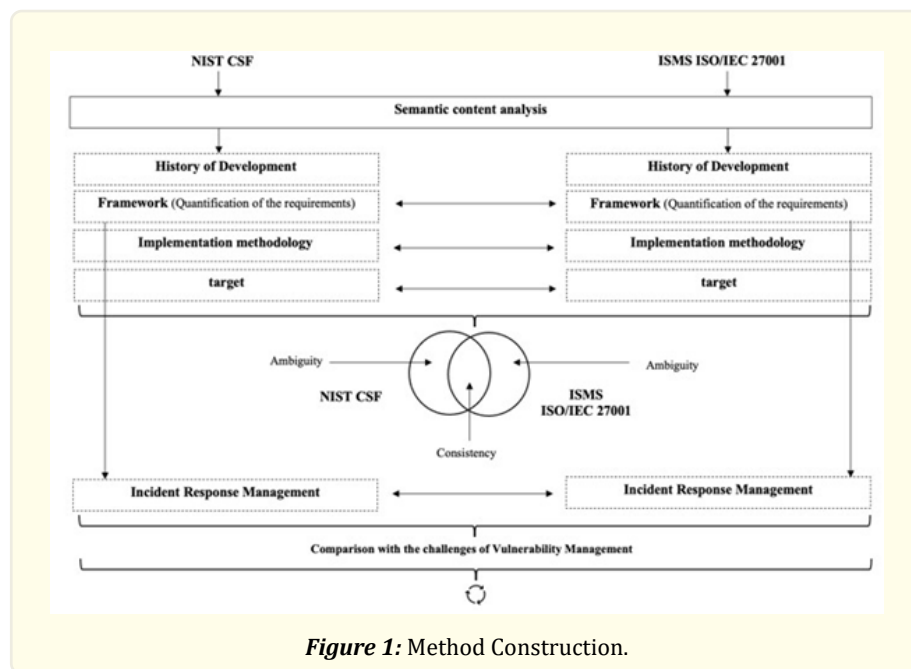 NIST CSF
ISMS ISO/IEC 27001
Semantic content analysis
History of Development
History of Development
Framework (Quantification of the requirements)
Framework (Quantification of the requirements)
Implementation methodology
Implementation methodology
target
target
Ambiguity
Ambiguity
NIST CSF
ISMS
ISO/IEC 27001
Consistency
Incident Response Management
Incident Response Management
Comparison with the challenges of Vulnerability Management
Figure 1: Method Construction.